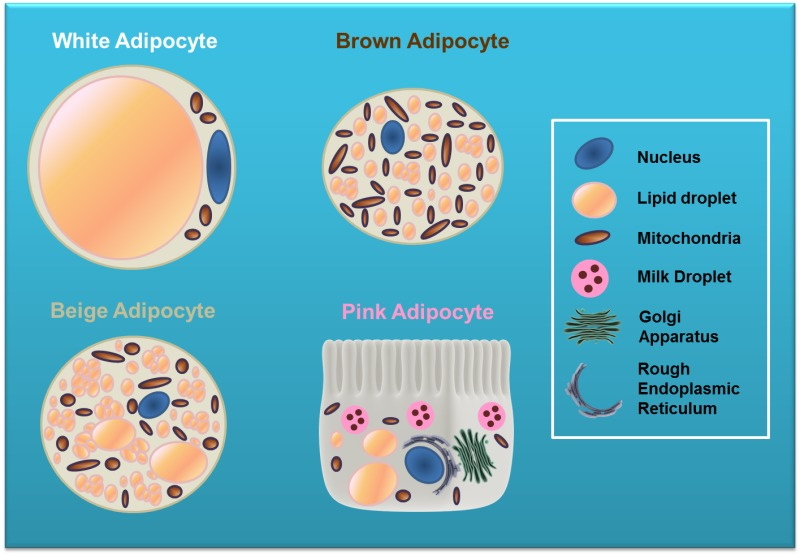 White Adipocyte
Brown Adipocyte
Nucleus
Lipid droplet
Mitochondria
Milk Droplet
Golgi
Apparatus
Rough
Endoplasmic
Reticulum
Beige Adipocyte
Pink Adipocyte